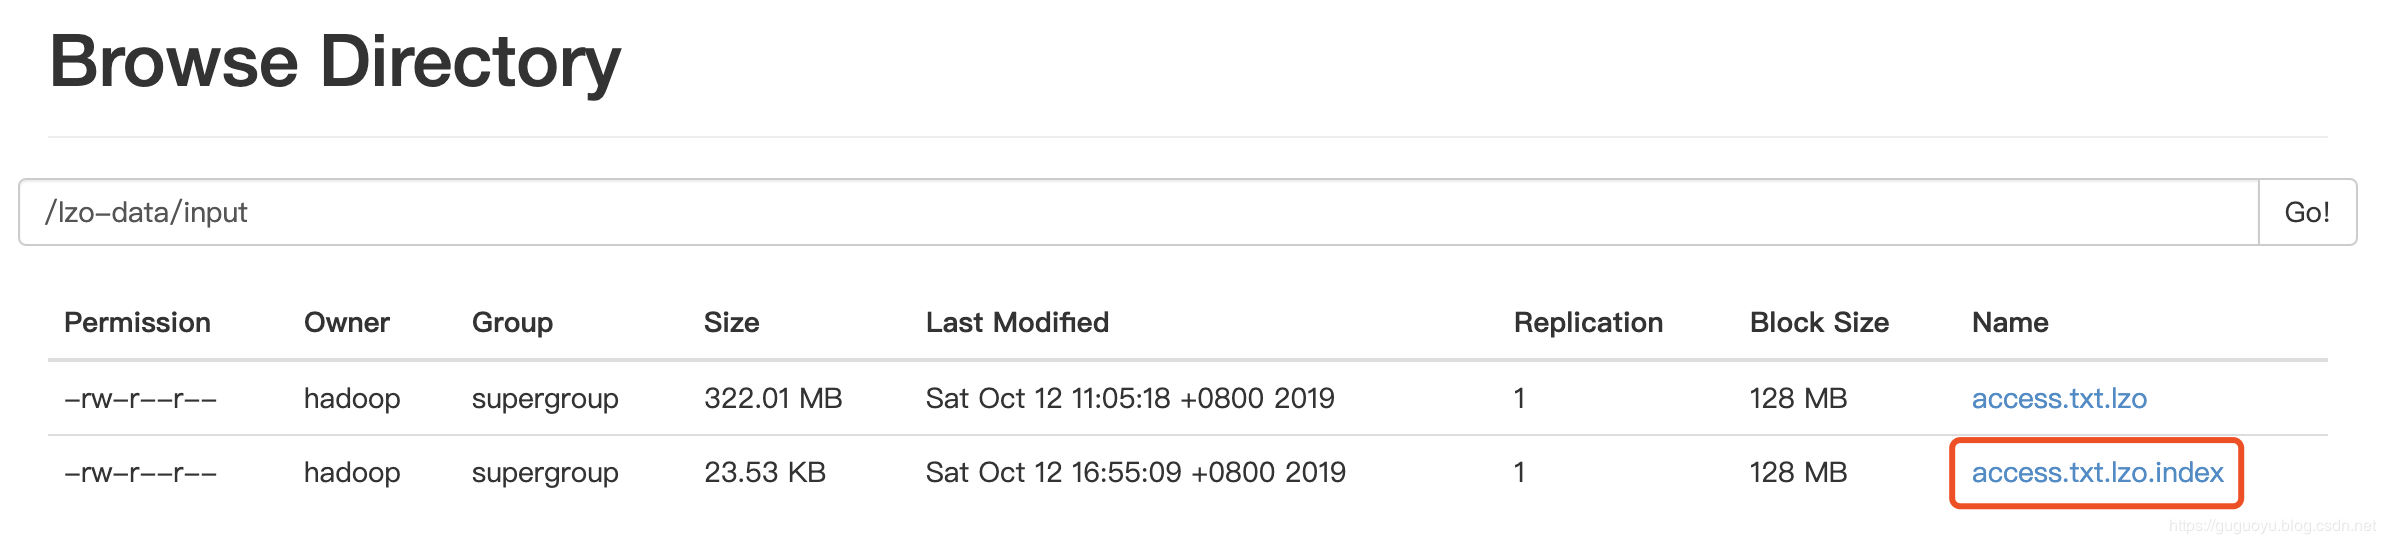 Browse Directory
/lzo-data/input Go!
Permission Owner Group Size Last Modified Replication Block Size Name
-rw-r--r-- hadoop supergroup 322.01 MB Sat Oct 12 11:05:18 +0800 2019 1 128 MB access.txt.lzo
-rw-r--r-- hadoop supergroup 23.53 KB Sat Oct 12 16:55:09 +0800 2019 1 128 MB access.txt.lzo.index
https://guguoyu.blog.csdn.net